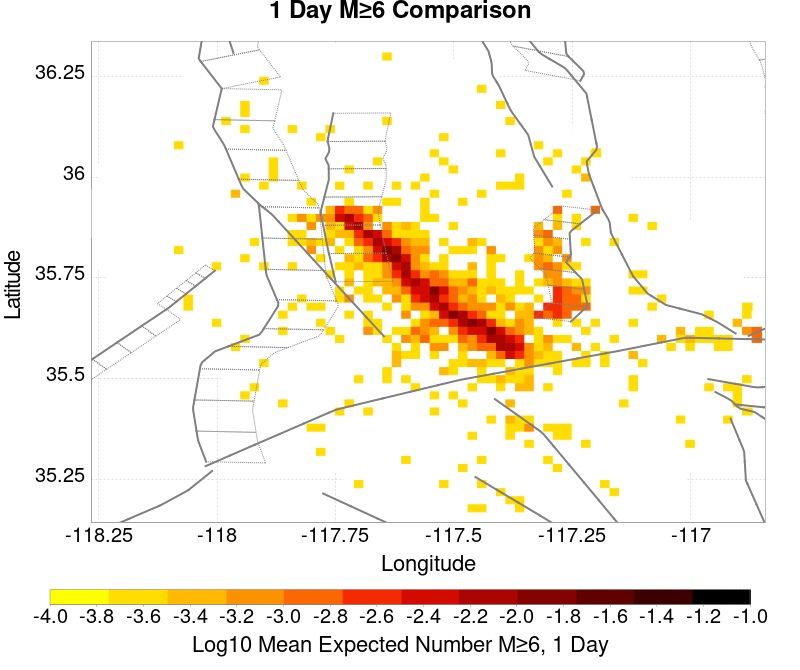 1 Day M≥6 Comparison
36.25
36
35.75
35.5
35.25
Latitude
-118.25 -118 -117.75 -117.5 -117.25 -117
Longitude
-4.0 -3.8 -3.6 -3.4 -3.2 -3.0 -2.8 -2.6 -2.4 -2.2 -2.0 -1.8 -1.6 -1.4 -1.2 -1.0
Log10 Mean Expected Number M≥6, 1 Day